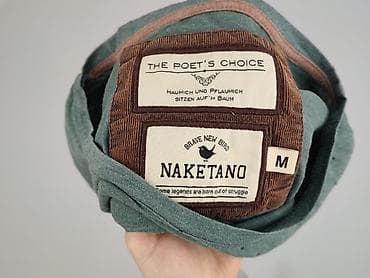 THE POET'S CHOICE
HAUMICH UND PFLAUMICH
SITZEN AUF'M BAUM
BRAVE NEW BIRD
NAKETANO
some legends are born out of struggle
M